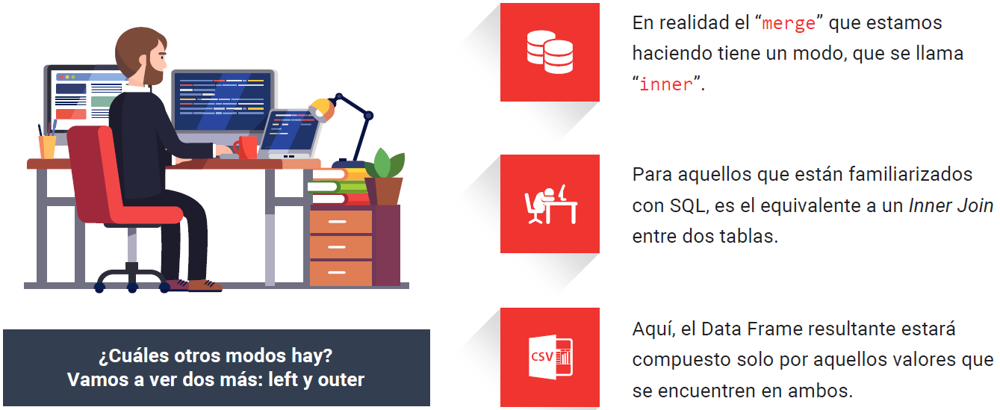 En realidad el “merge” que estamos
haciendo tiene un modo, que se llama
“inner”.
Para aquellos que están familiarizados
con SQL, es el equivalente a un Inner Join
entre dos tablas.
CSV
Aquí, el Data Frame resultante estará
compuesto solo por aquellos valores que
se encuentren en ambos.
¿Cuáles otros modos hay?
Vamos a ver dos más: left y outer